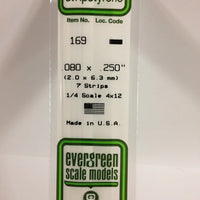 styrene
Item No. Loc. Code
169
.080 x .250"
(2.0 x 6.3 mm)
7 Strips
1/4 Scale 4x12
Made in U.S.A.
evergreen
scale models